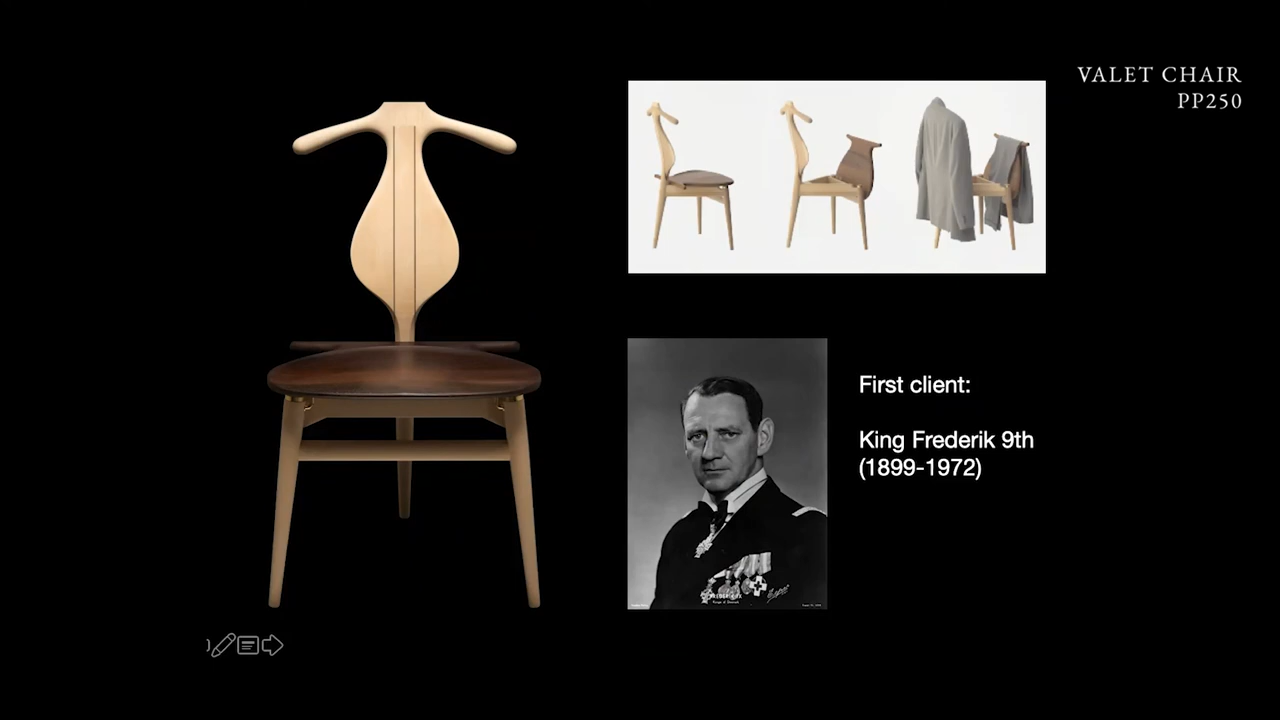 VALET CHAIR
PP250
First client:
King Frederik 9th
(1899-1972)